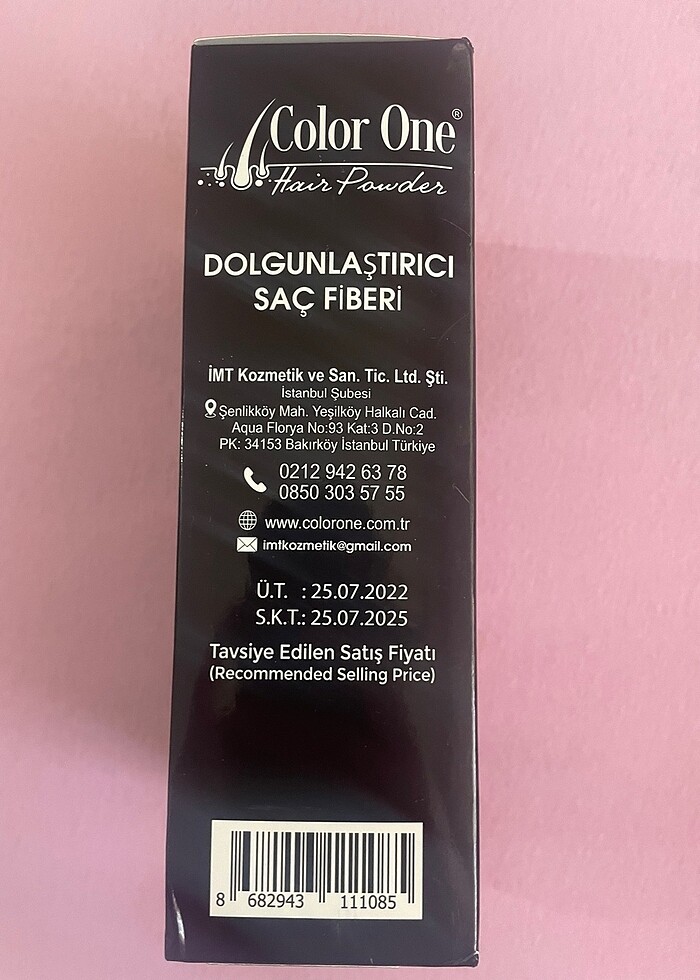 Color One®
Hair Powder
DOLGUNLAŞTIRICI
SAÇ FİBERİ
İMT Kozmetik ve San. Tic. Ltd. Şti.
İstanbul Şubesi
Şenlikköy Mah. Yeşilköy Halkalı Cad.
Aqua Florya No:93 Kat:3 D.No:2
PK: 34153 Bakırköy İstanbul Türkiye
0212 942 63 78
0850 303 57 55
www.colorone.com.tr
imtkozmetik@gmail.com
Ü.T. : 25.07.2022
S.K.T.: 25.07.2025
Tavsiye Edilen Satış Fiyatı
(Recommended Selling Price)
8 682943 111085